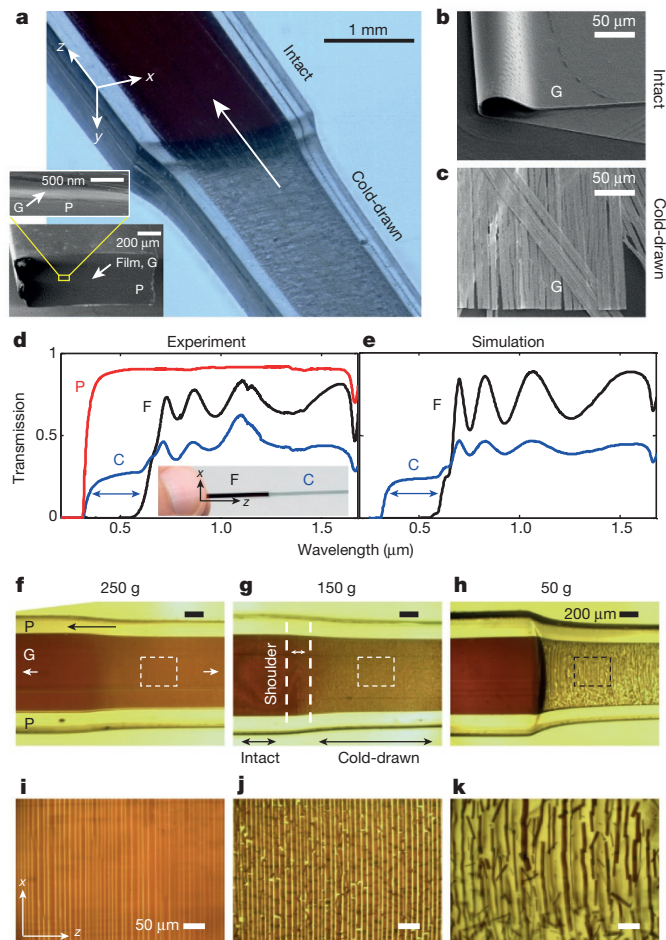 a
1 mm
z
x
y
Intact
Cold-drawn
500 nm
G
P
200 μm
Film, G
P
b
50 μm
G
Intact
c
50 μm
G
Cold-drawn
d
Experiment
e
Simulation
Transmission
1
0.5
0
P
F
C
x
z
F
C
0.5
1.0
1.5
F
C
0.5
1.0
1.5
Wavelength (μm)
f
250 g
g
150 g
h
50 g
P
G
P
Shoulder
200 μm
Intact
Cold-drawn
i
j
k
x
z
50 μm